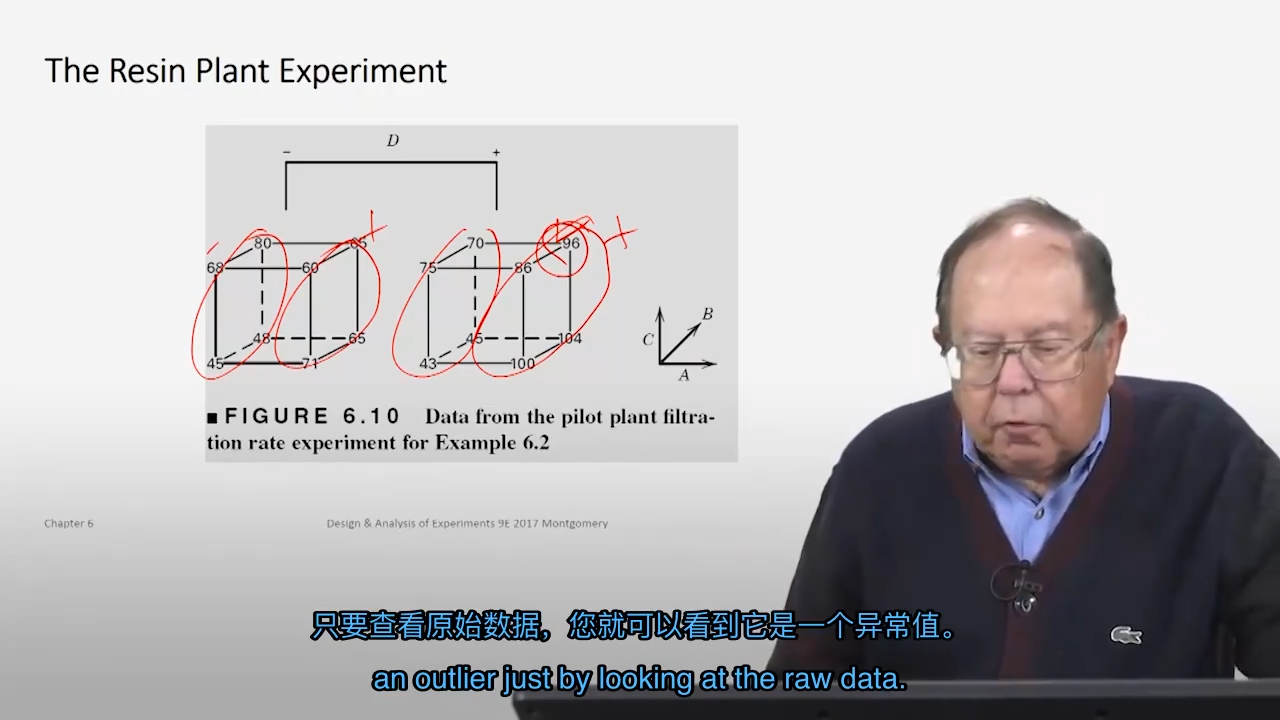 The Resin Plant Experiment
D
− +
80 65 70 96
68 60 75 86
48 65 45 104
45 71 43 100
C B
A
■ FIGURE 6.10 Data from the pilot plant filtra-
tion rate experiment for Example 6.2
Chapter 6 Design & Analysis of Experiments 9E 2017 Montgomery
只要查看原始数据，您就可以看到它是一个异常值。
an outlier just by looking at the raw data.